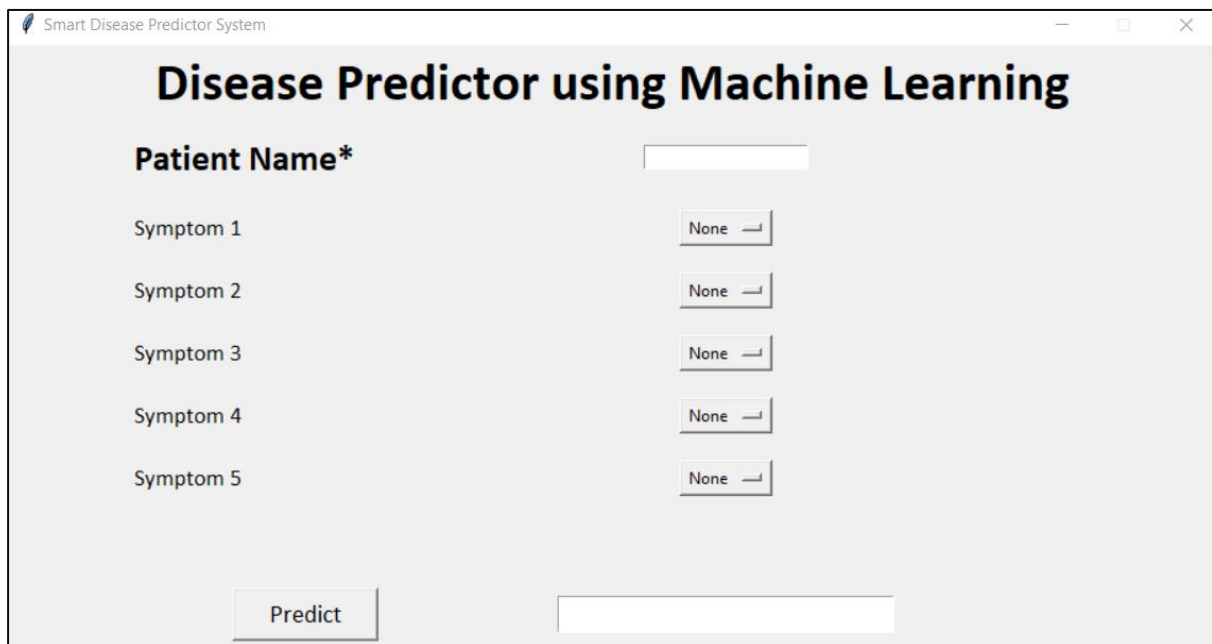 Smart Disease Predictor System
Disease Predictor using Machine Learning
Patient Name*
Symptom 1 None
Symptom 2 None
Symptom 3 None
Symptom 4 None
Symptom 5 None
Predict